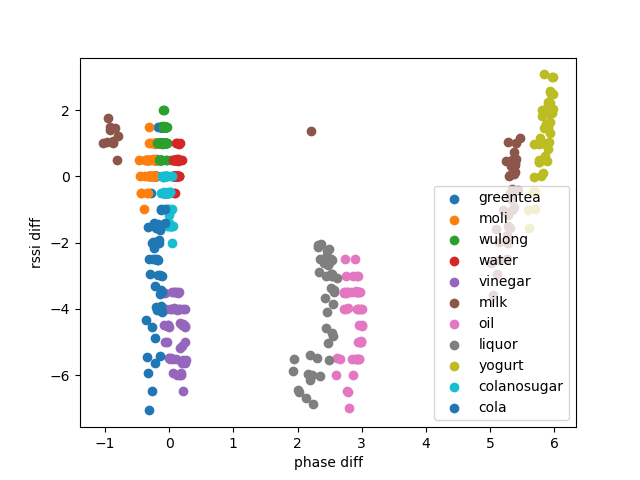 2
0
−2
−4
−6
rssi diff
−1
0
1
2
3
4
5
6
phase diff
greentea
moli
wulong
water
vinegar
milk
oil
liquor
yogurt
colanosugar
cola